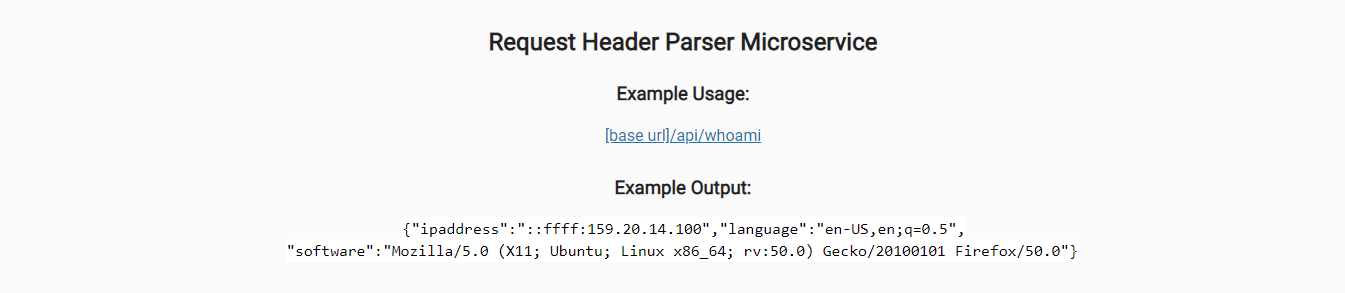 Request Header Parser Microservice
Example Usage:
[base url]/api/whoami
Example Output:
{"ipaddress":"::ffff:159.20.14.100","language":"en-US,en;q=0.5",
"software":"Mozilla/5.0 (X11; Ubuntu; Linux x86_64; rv:50.0) Gecko/20100101 Firefox/50.0"}